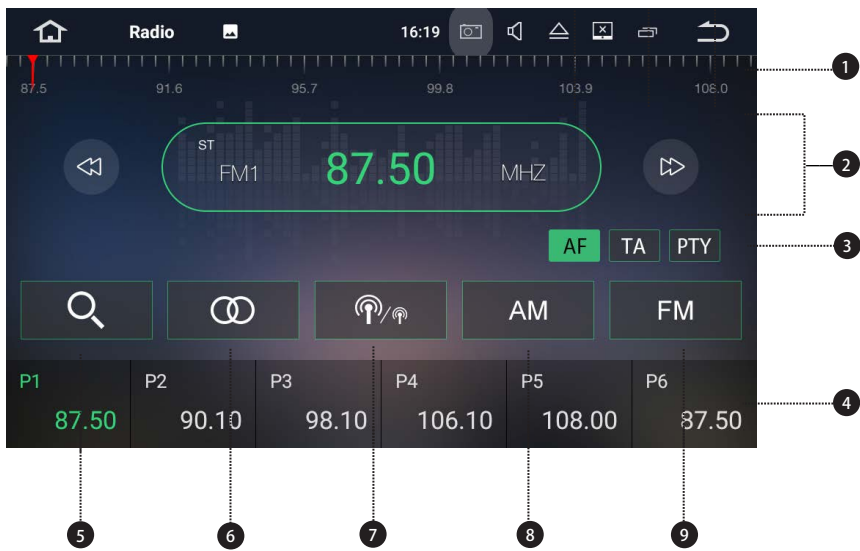 Radio 16:19
87.5 91.6 95.7 99.8 103.9 108.0
1
ST
FM1 87.50 MHZ
2
AF TA PTY
3
AM FM
P1 P2 P3 P4 P5 P6
4
87.50 90.10 98.10 106.10 108.00 87.50
5 6 7 8 9